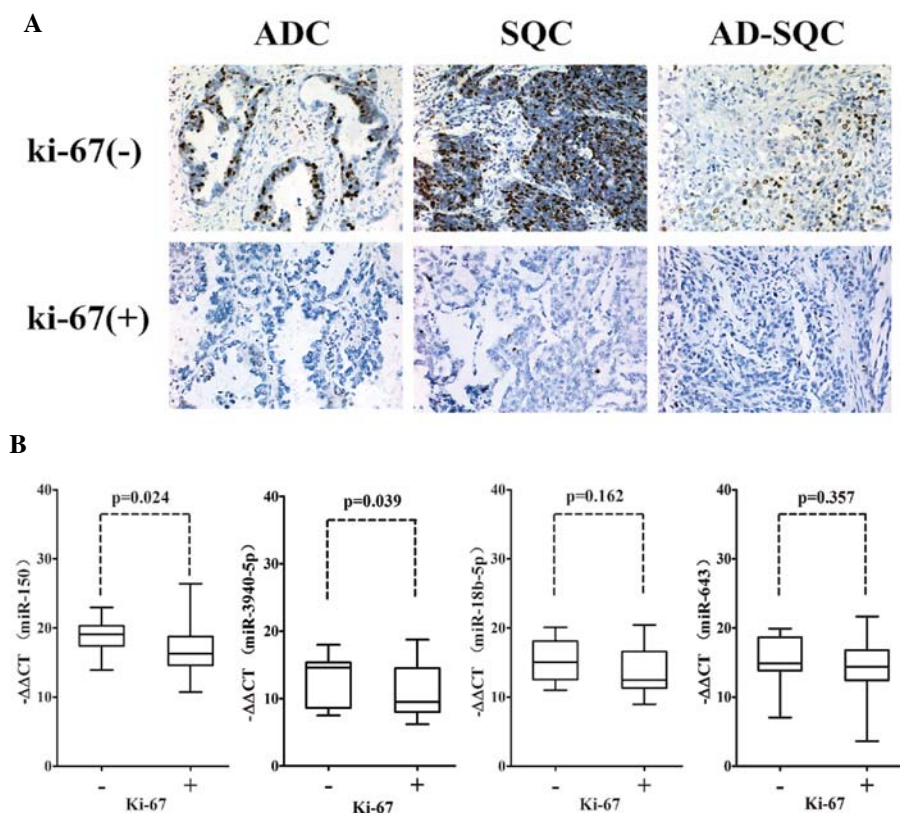 A
ADC SQC AD-SQC
ki-67(-)
ki-67(+)
B
40 30 20 10 0
-ΔΔCT (miR-150)
p=0.024
- +
Ki-67
40 30 20 10 0
-ΔΔCT (miR-3940-5p)
p=0.039
- +
Ki-67
40 30 20 10 0
-ΔΔCT (miR-18b-5p)
p=0.162
- +
Ki-67
40 30 20 10 0
-ΔΔCT (miR-643)
p=0.357
- +
Ki-67